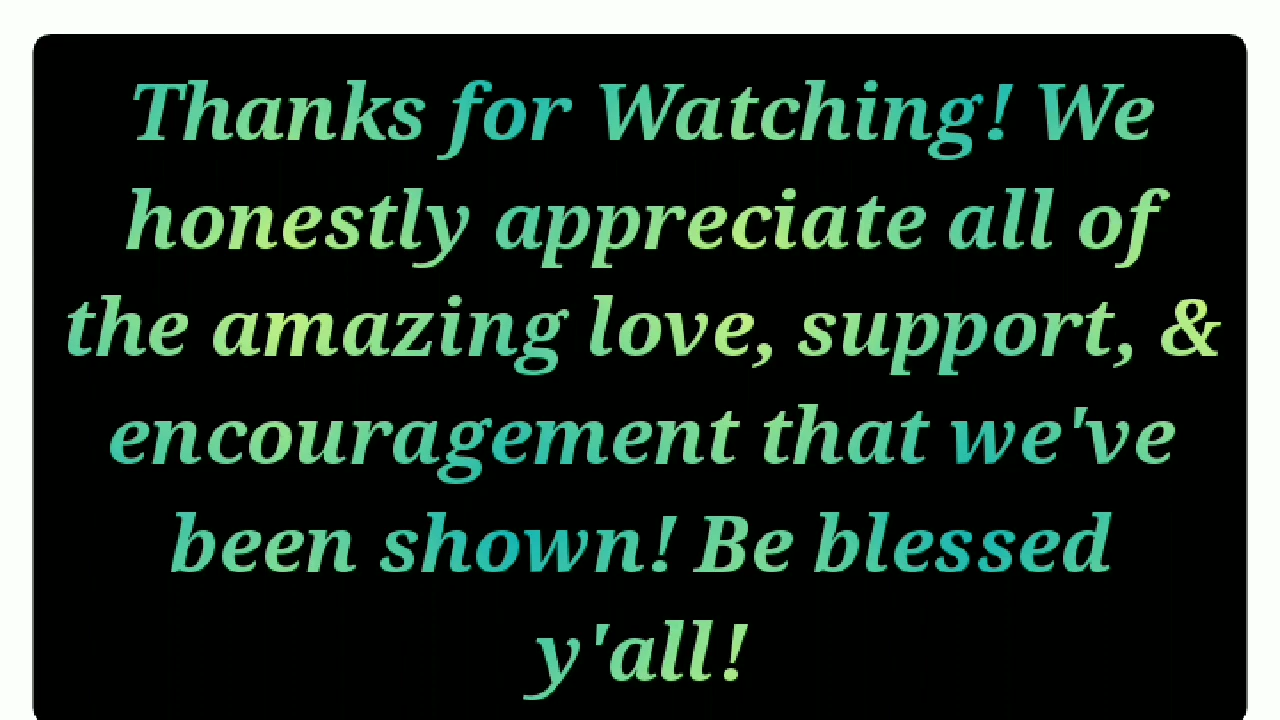 Thanks for Watching! We
honestly appreciate all of
the amazing love, support, &
encouragement that we've
been shown! Be blessed
y'all!